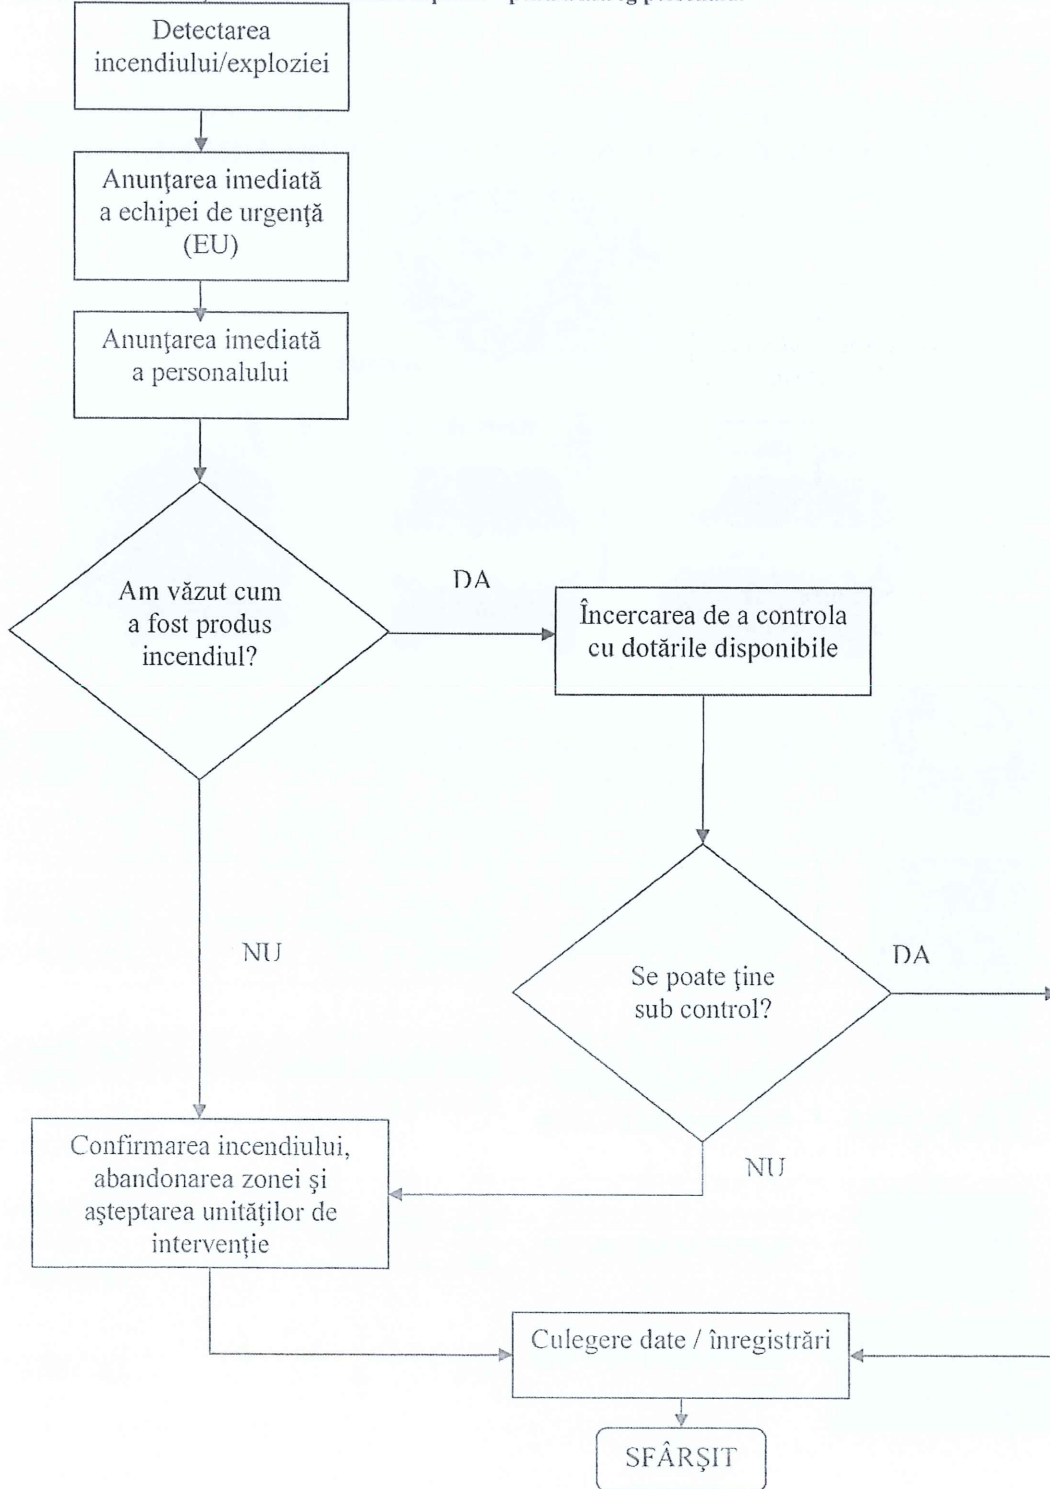 personalul
Detectarea
incendiului/exploziei
Anunţarea imediată
a echipei de urgenţă
(EU)
Anunţarea imediată
a personalului
Am văzut cum
a fost produs
incendiul?
DA
Încercarea de a controla
cu dotările disponibile
NU
Se poate ţine
sub control?
DA
Confirmarea incendiului,
abandonarea zonei şi
aşteptarea unităţilor de
intervenţie
NU
Culegere date / înregistrări
SFÂRŞIT